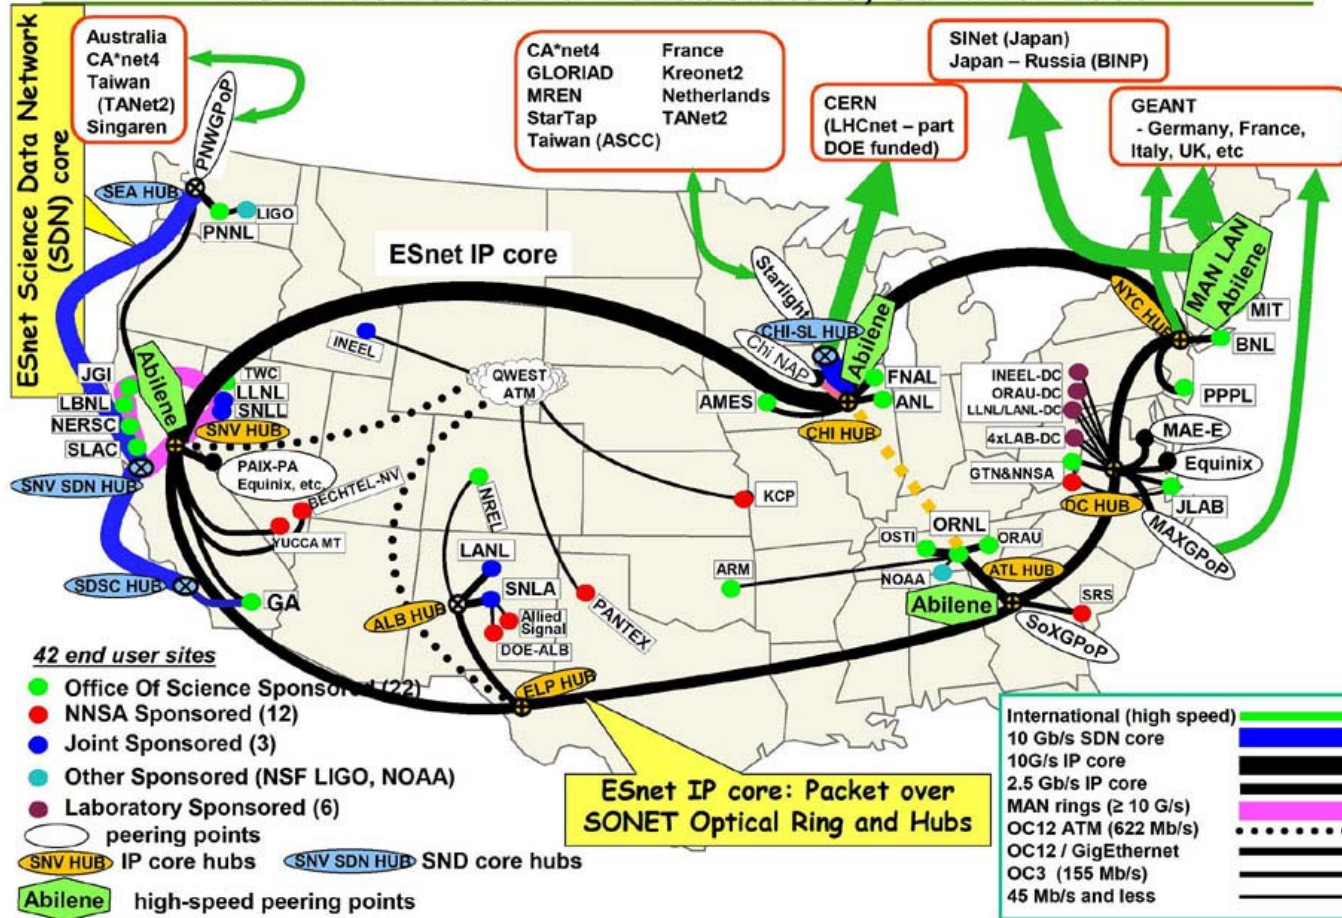 ESnet Science Data Network
(SDN) core
Australia
CA*net4
Taiwan
(TANet2)
Singaren
PNWGPoP
SEA HUB
PNNL
LIGO
CA*net4
GLORIAD
MREN
StarTap
Taiwan (ASCC)
France
Kreonet2
Netherlands
TANet2
CERN
(LHCnet – part
DOE funded)
SINet (Japan)
Japan – Russia (BINP)
GEANT
- Germany, France,
Italy, UK, etc
ESnet IP core
Starlight
CHI-SL HUB
Chi NAP
Abilene
FNAL
ANL
AMES
CHI HUB
NYC HUB
MAN LAN
Abilene
MIT
BNL
PPPL
INEEL
QWEST
ATM
Abilene
JGI
LBNL
NERSC
SLAC
TWC
LLNL
SNLL
SNV HUB
SNV SDN HUB
PAIX-PA
Equinix, etc.
BECHTEL-NV
YUCCA MT
SDSC HUB
GA
NREL
LANL
SNLA
ALB HUB
Allied
Signal
DOE-ALB
PANTEX
KCP
ELP HUB
INEEL-DC
ORAU-DC
LLNL/LANL-DC
4xLAB-DC
GTN&NNSA
MAE-E
Equinix
JLAB
DC HUB
MAXGPoP
OSTI
ORNL
ORAU
NOAA
ARM
ATL HUB
Abilene
SRS
SoXGPoP
42 end user sites
Office Of Science Sponsored (22)
NNSA Sponsored (12)
Joint Sponsored (3)
Other Sponsored (NSF LIGO, NOAA)
Laboratory Sponsored (6)
peering points
SNV HUB IP core hubs
SNV SDN HUB SND core hubs
Abilene high-speed peering points
ESnet IP core: Packet over
SONET Optical Ring and Hubs
International (high speed)
10 Gb/s SDN core
10G/s IP core
2.5 Gb/s IP core
MAN rings (≥ 10 G/s)
OC12 ATM (622 Mb/s)
OC12 / GigEthernet
OC3 (155 Mb/s)
45 Mb/s and less